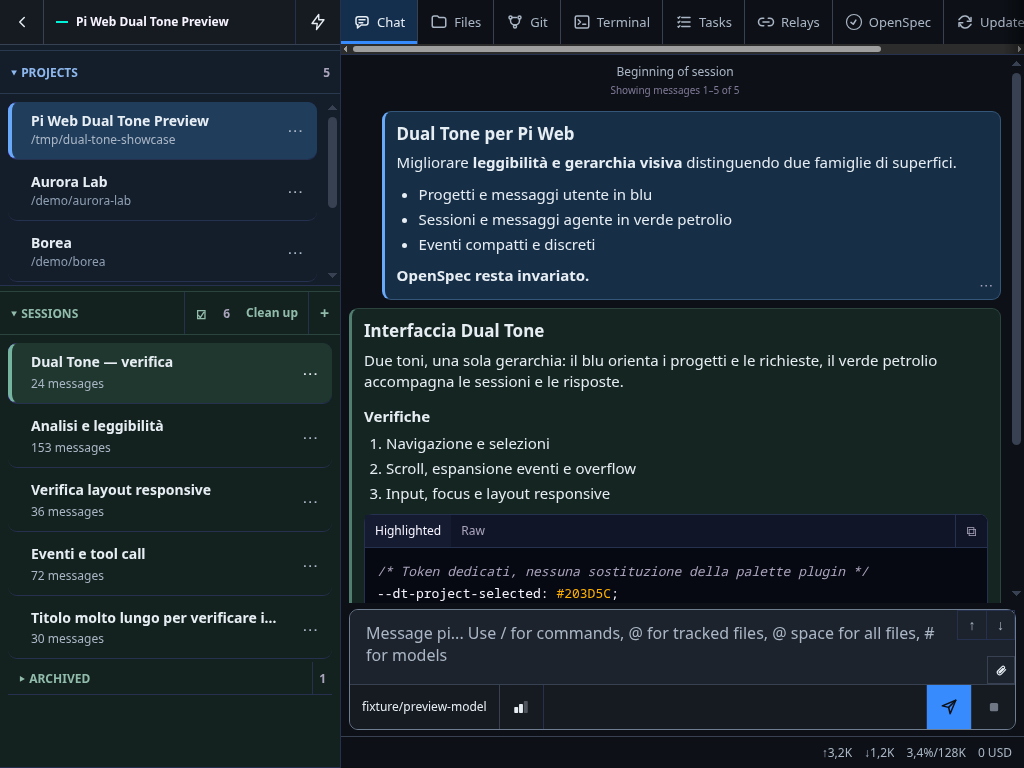 Pi Web Dual Tone Preview
Chat
Files
Git
Terminal
Tasks
Relays
OpenSpec
Update
PROJECTS
5
Pi Web Dual Tone Preview
/tmp/dual-tone-showcase
...
Aurora Lab
/demo/aurora-lab
...
Borea
/demo/borea
...
SESSIONS
6
Clean up
+
Dual Tone — verifica
24 messages
...
Analisi e leggibilità
153 messages
...
Verifica layout responsive
36 messages
...
Eventi e tool call
72 messages
...
Titolo molto lungo per verificare i...
30 messages
...
ARCHIVED
1
Beginning of session
Showing messages 1–5 of 5
Dual Tone per Pi Web
Migliorare leggibilità e gerarchia visiva distinguendo due famiglie di superfici.
• Progetti e messaggi utente in blu
• Sessioni e messaggi agente in verde petrolio
• Eventi compatti e discreti
OpenSpec resta invariato.
...
Interfaccia Dual Tone
Due toni, una sola gerarchia: il blu orienta i progetti e le richieste, il verde petrolio
accompagna le sessioni e le risposte.
Verifiche
1. Navigazione e selezioni
2. Scroll, espansione eventi e overflow
3. Input, focus e layout responsive
Highlighted
Raw
/* Token dedicati, nessuna sostituzione della palette plugin */
--dt-project-selected: #203D5C;
Message pi... Use / for commands, @ for tracked files, @ space for all files, #
for models
↑
↓
fixture/preview-model
↑3,2K
↓1,2K
3,4%/128K
0 USD